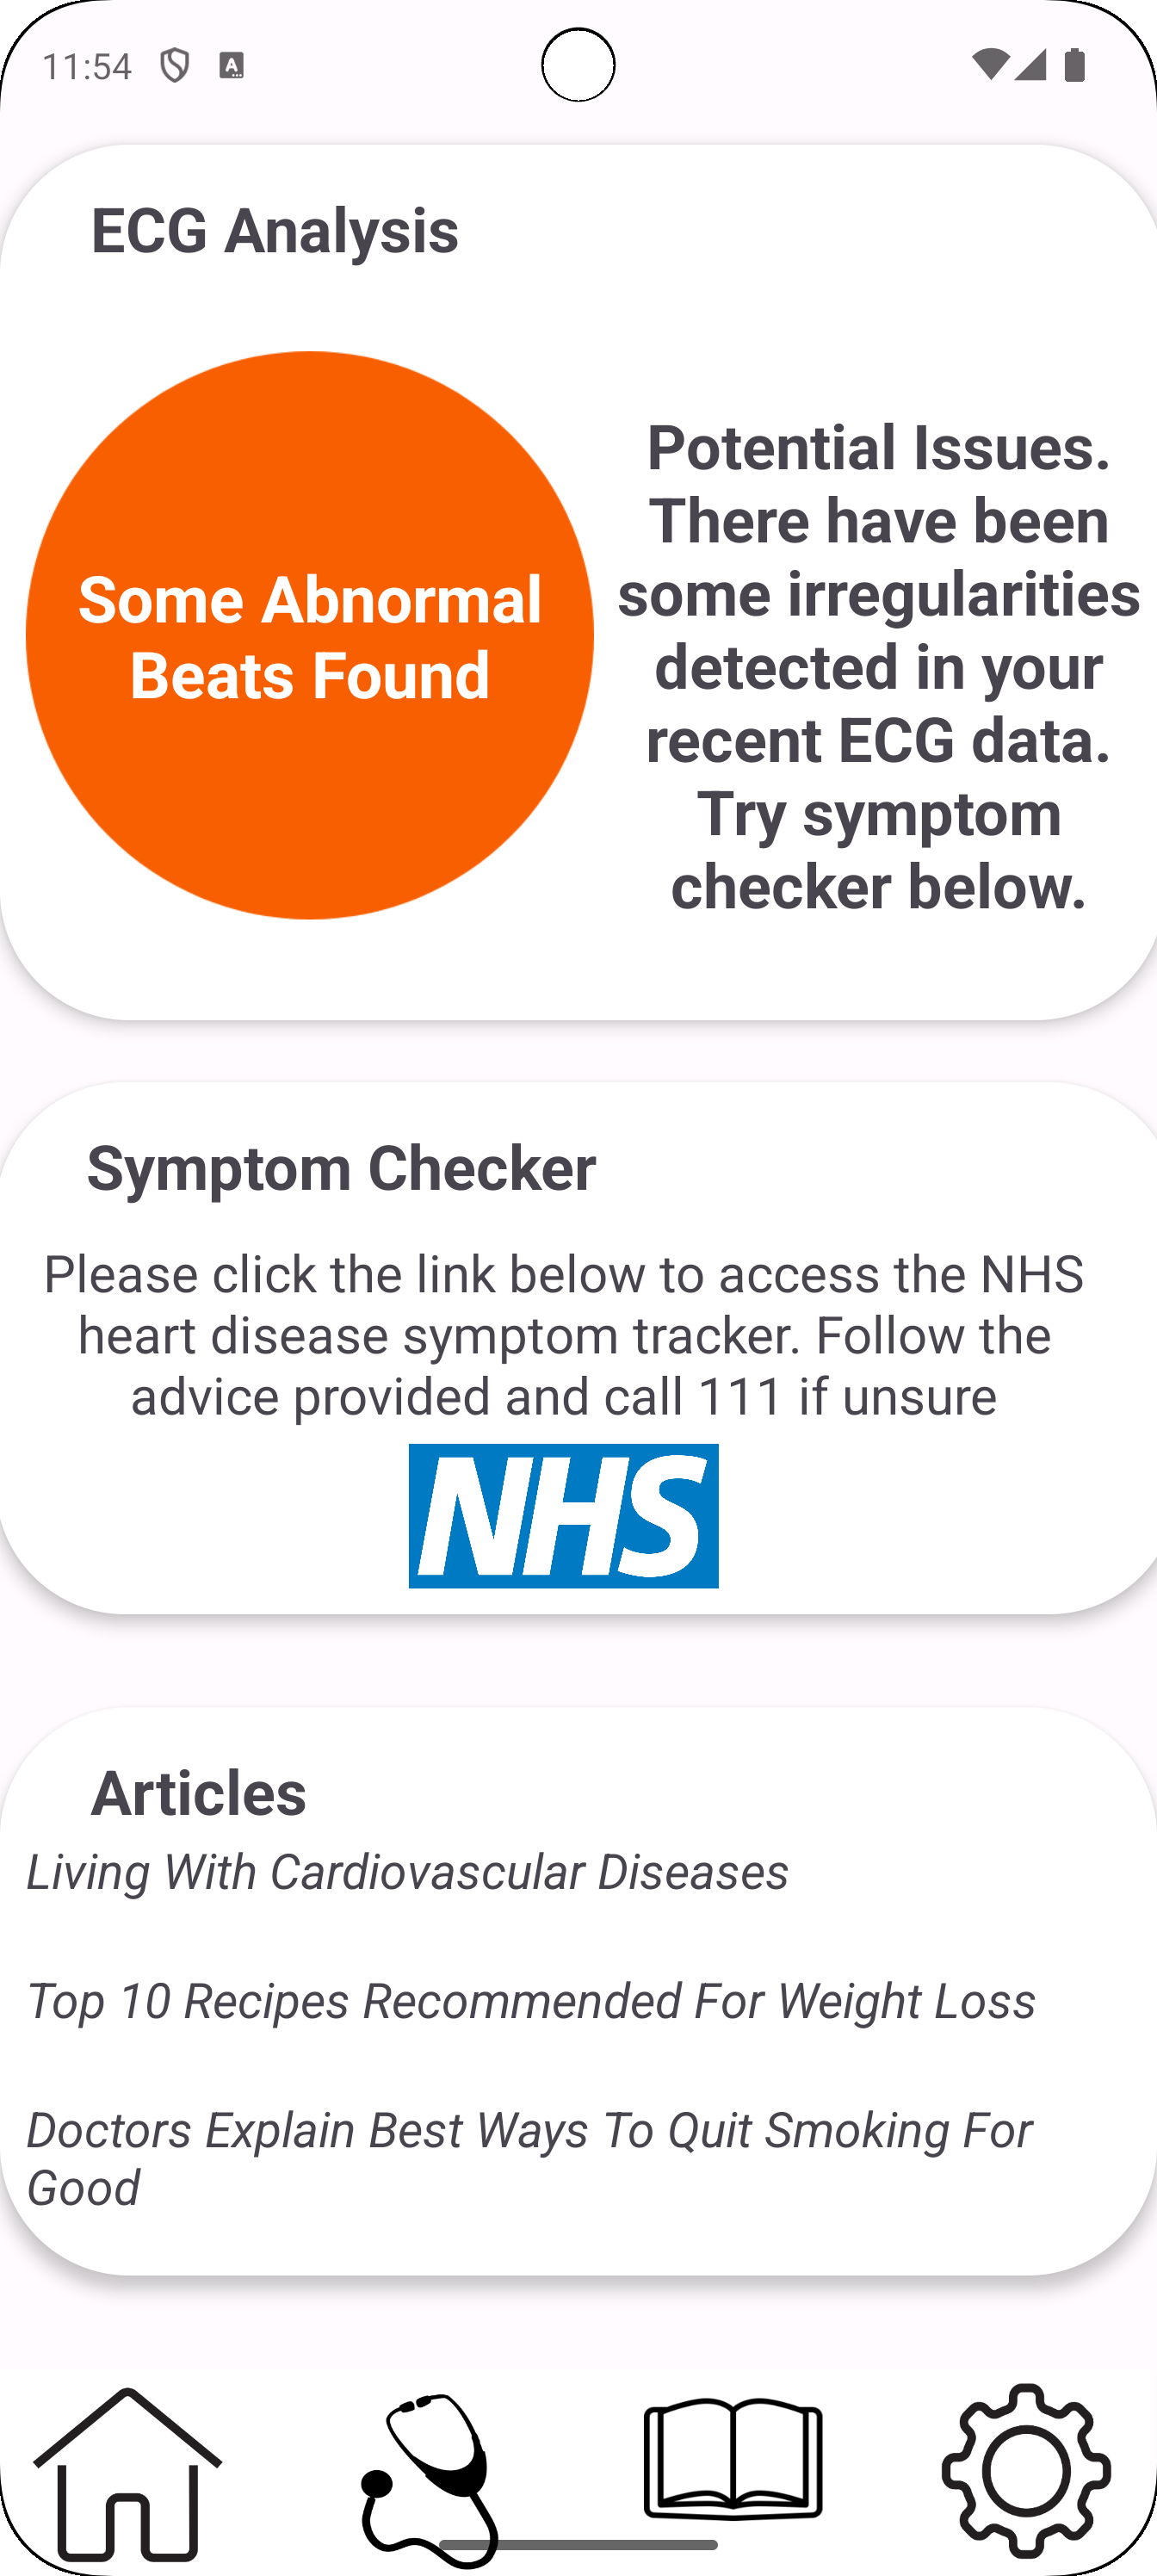 11:54
A
ECG Analysis
Some Abnormal
Beats Found
Potential Issues.
There have been
some irregularities
detected in your
recent ECG data.
Try symptom
checker below.
Symptom Checker
Please click the link below to access the NHS
heart disease symptom tracker. Follow the
advice provided and call 111 if unsure
NHS
Articles
Living With Cardiovascular Diseases
Top 10 Recipes Recommended For Weight Loss
Doctors Explain Best Ways To Quit Smoking For
Good